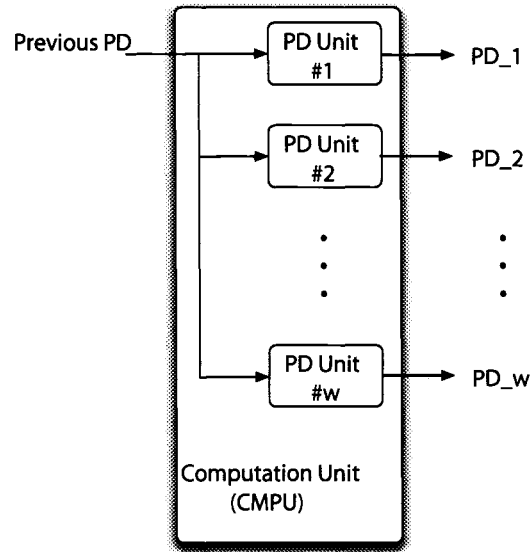 Previous PD
PD Unit
#1
PD_1
PD Unit
#2
PD_2
PD Unit
#w
PD_w
Computation Unit
(CMPU)